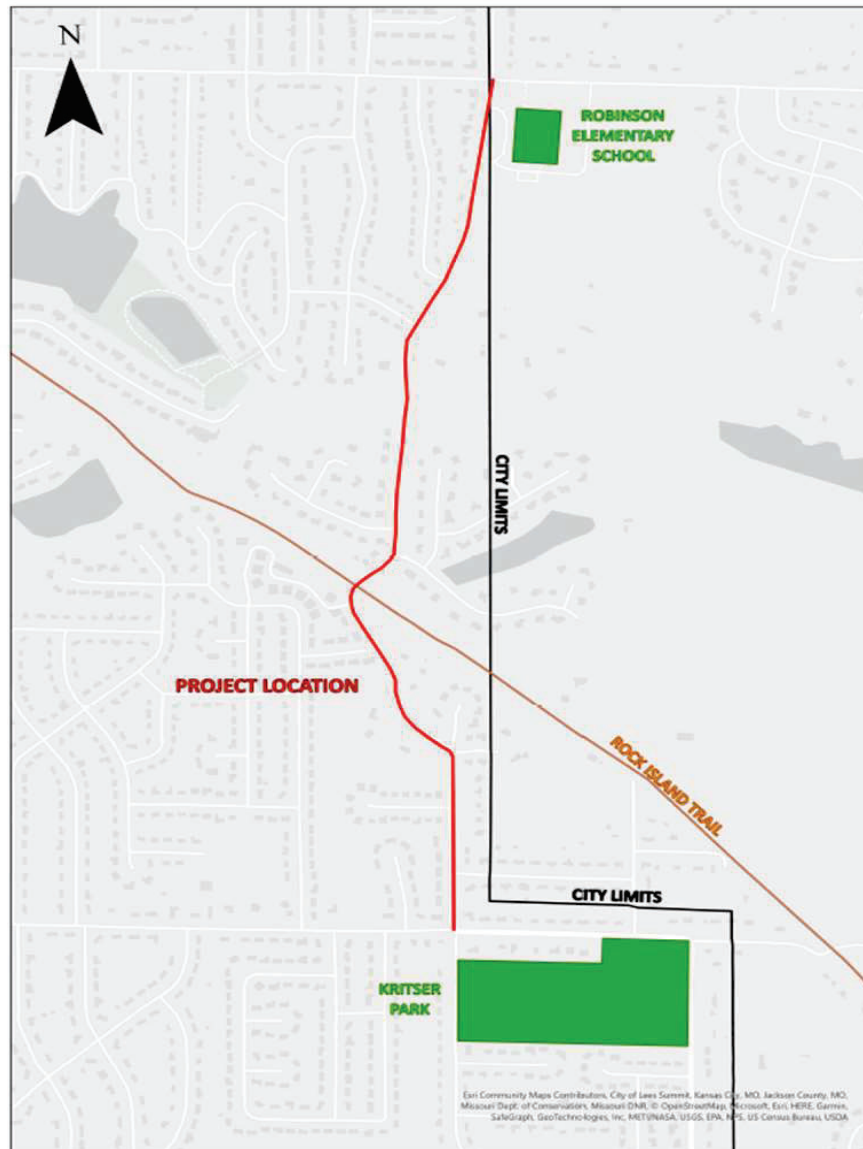 N
ROBINSON
ELEMENTARY
SCHOOL
CITY LIMITS
PROJECT LOCATION
ROCK ISLAND TRAIL
CITY LIMITS
KRITSER
PARK
Esri Community Maps Contributors, City of Lees Summit, Kansas City, MO, Jackson County, MO,
Missouri Dept. of Conservation, Missouri DNR, © OpenStreetMap, Microsoft, Esri, HERE, Garmin,
SafeGraph, GeoTechnologies, Inc, METI/NASA, USGS, EPA, NPS, US Census Bureau, USDA